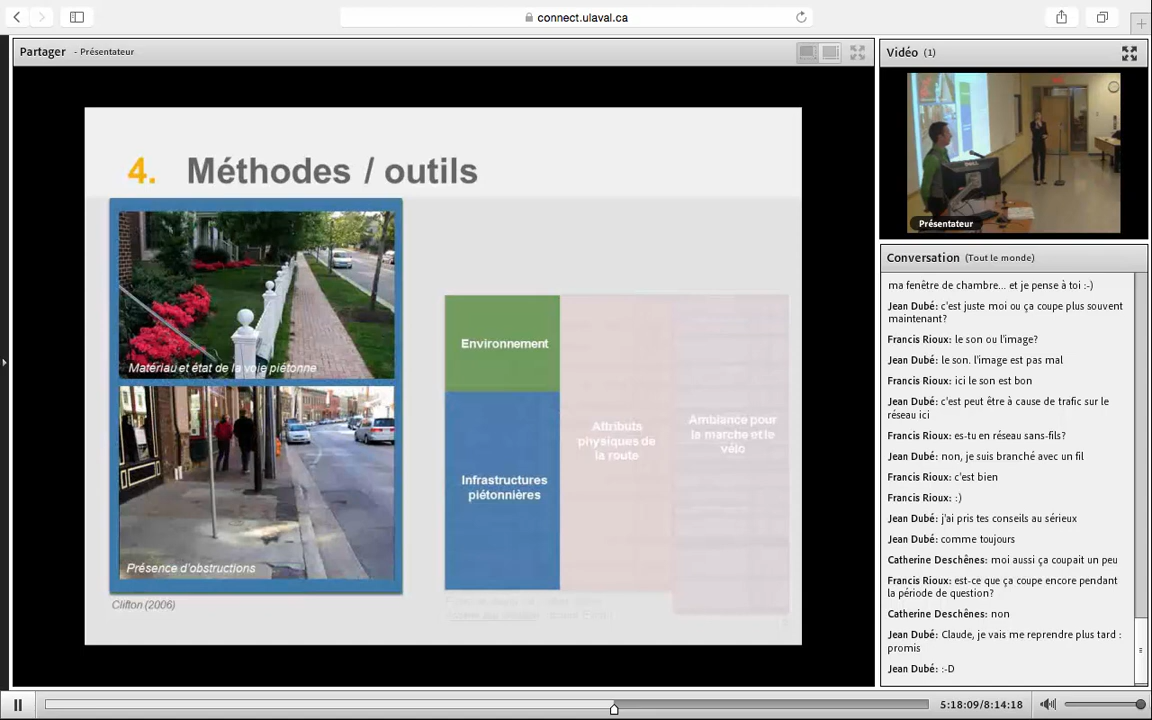 connect.ulaval.ca
Partager - Présentateur
4. Méthodes / outils
Matériau et état de la voie piétonne
Présence d'obstructions
Clifton (2006)
Environnement
Infrastructures
piétonnières
Attributs
physiques de
la route
Ambiance pour
la marche et le
vélo
Vidéo (1)
Présentateur
Conversation (Tout le monde)
ma fenêtre de chambre... et je pense à toi :-)
Jean Dubé: c'est juste moi ou ça coupe plus souvent
maintenant?
Francis Rioux: le son ou l'image?
Jean Dubé: le son. l'image est pas mal
Francis Rioux: ici le son est bon
Jean Dubé: c'est peut être à cause de trafic sur le
réseau ici
Francis Rioux: es-tu en réseau sans-fils?
Jean Dubé: non, je suis branché avec un fil
Francis Rioux: c'est bien
Francis Rioux: :)
Jean Dubé: j'ai pris tes conseils au sérieux
Jean Dubé: comme toujours
Catherine Deschênes: moi aussi ça coupait un peu
Francis Rioux: est-ce que ça coupe encore pendant
la période de question?
Catherine Deschênes: non
Jean Dubé: Claude, je vais me reprendre plus tard :
promis
Jean Dubé: :-D
5:18:09/8:14:18